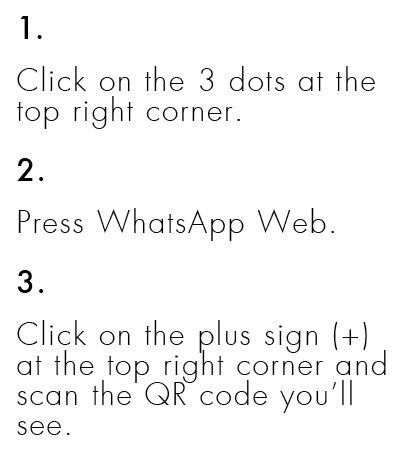 1.
Click on the 3 dots at the
top right corner.
2.
Press WhatsApp Web.
3.
Click on the plus sign (+)
at the top right corner and
scan the QR code you’ll
see.